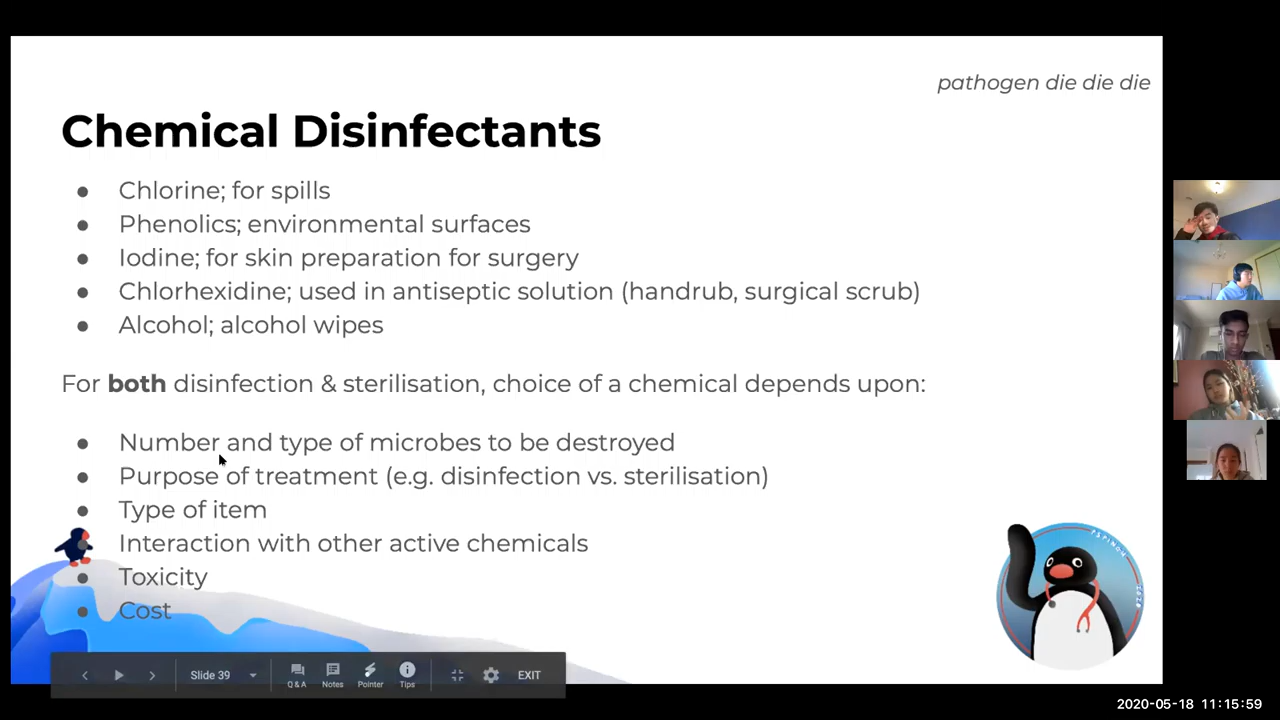 pathogen die die die
Chemical Disinfectants
● Chlorine; for spills
● Phenolics; environmental surfaces
● Iodine; for skin preparation for surgery
● Chlorhexidine; used in antiseptic solution (handrub, surgical scrub)
● Alcohol; alcohol wipes
For both disinfection & sterilisation, choice of a chemical depends upon:
● Number and type of microbes to be destroyed
● Purpose of treatment (e.g. disinfection vs. sterilisation)
● Type of item
● Interaction with other active chemicals
● Toxicity
● Cost
Slide 39
Q & A
Notes
Pointer
Tips
EXIT
2020-05-18 11:15:59